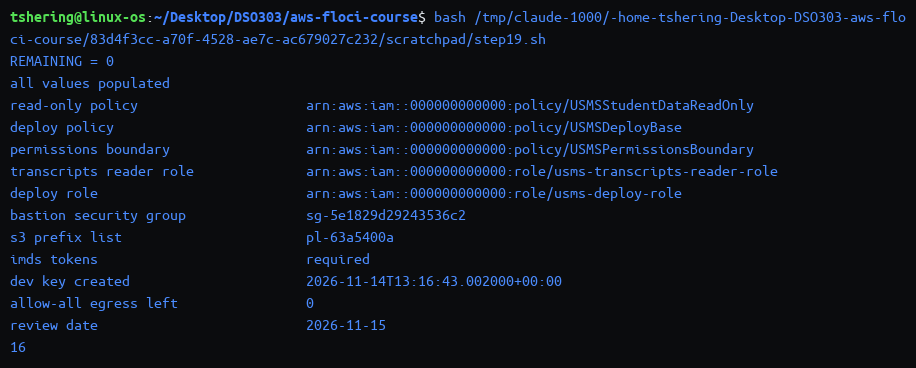 tshering@linux-os:~/Desktop/DSO303/aws-floci-course$ bash /tmp/claude-1000/-home-tshering-Desktop-DSO303-aws-flo
ci-course/83d4f3cc-a70f-4528-ae7c-ac679027c232/scratchpad/step19.sh
REMAINING = 0
all values populated
read-only policy                     arn:aws:iam::000000000000:policy/USMSStudentDataReadOnly
deploy policy                        arn:aws:iam::000000000000:policy/USMSDeployBase
permissions boundary                 arn:aws:iam::000000000000:policy/USMSPermissionsBoundary
transcripts reader role              arn:aws:iam::000000000000:role/usms-transcripts-reader-role
deploy role                          arn:aws:iam::000000000000:role/usms-deploy-role
bastion security group               sg-5e1829d29243536c2
s3 prefix list                       pl-63a5400a
imds tokens                          required
dev key created                      2026-11-14T13:16:43.002000+00:00
allow-all egress left                0
review date                          2026-11-15
16